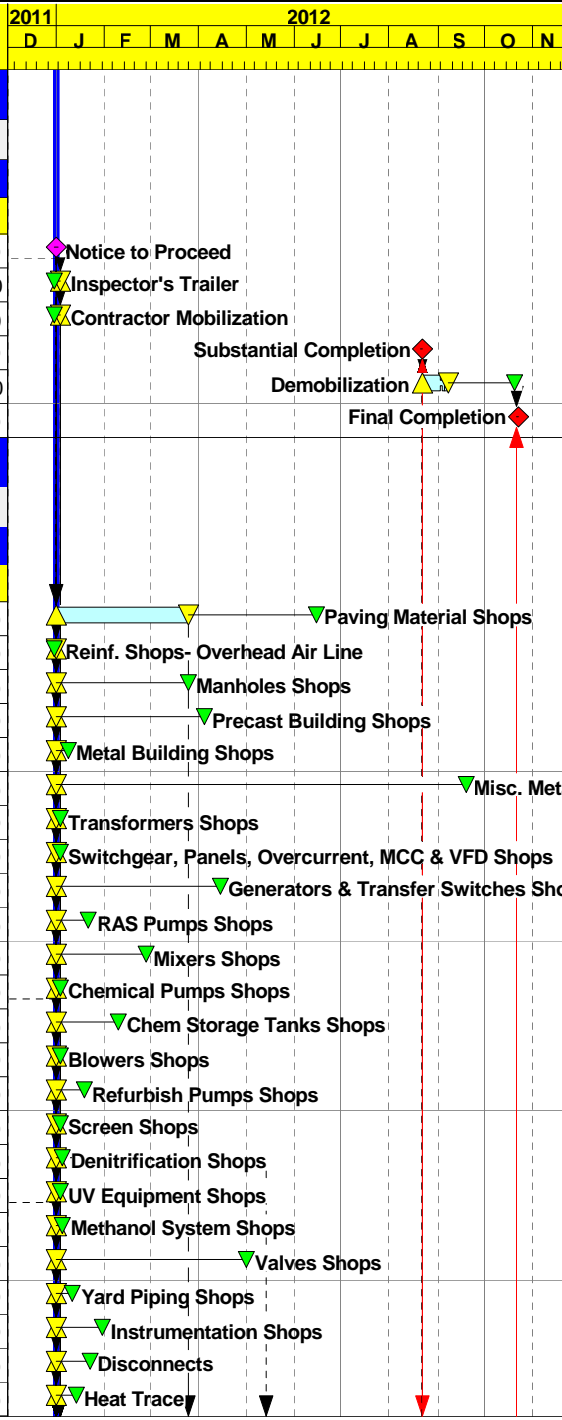 2011 2012
D J F M A M J J A S O N
Notice to Proceed
Inspector's Trailer
Contractor Mobilization
Substantial Completion
Demobilization
Final Completion
Paving Material Shops
Reinf. Shops- Overhead Air Line
Manholes Shops
Precast Building Shops
Metal Building Shops
Misc. Met
Transformers Shops
Switchgear, Panels, Overcurrent, MCC & VFD Shops
Generators & Transfer Switches Sho
RAS Pumps Shops
Mixers Shops
Chemical Pumps Shops
Chem Storage Tanks Shops
Blowers Shops
Refurbish Pumps Shops
Screen Shops
Denitrification Shops
UV Equipment Shops
Methanol System Shops
Valves Shops
Yard Piping Shops
Instrumentation Shops
Disconnects
Heat Trace